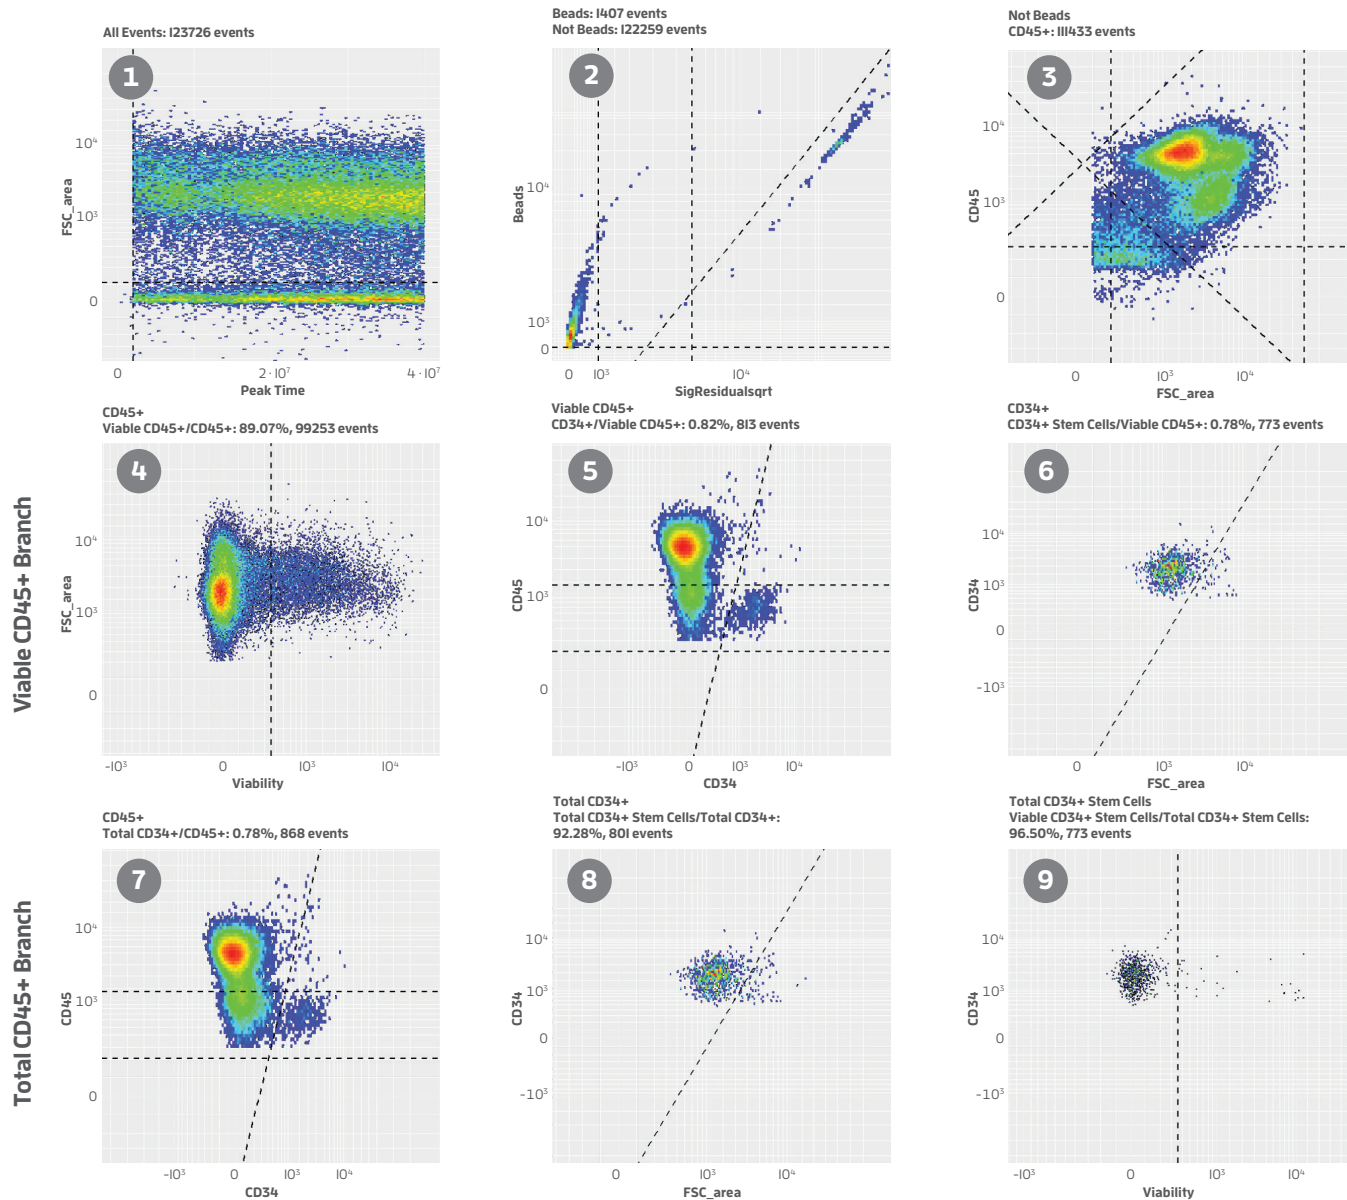 All Events: 123726 events
1
FSC_area
10⁴
10³
0
0
2·10⁷
4·10⁷
Peak Time
Beads: 1407 events
Not Beads: 122259 events
2
Beads
10⁴
10³
0
0
10³
10⁴
SigResidualsqrt
Not Beads
CD45+: 111433 events
3
CD45
10⁴
10³
0
0
10³
10⁴
FSC_area
Viable CD45+ Branch
CD45+
Viable CD45+/CD45+: 89.07%, 99253 events
4
FSC_area
10⁴
10³
0
-10³
0
10³
10⁴
Viability
Viable CD45+
CD34+/Viable CD45+: 0.82%, 813 events
5
CD45
10⁴
10³
0
-10³
0
10³
10⁴
CD34
CD34+
CD34+ Stem Cells/Viable CD45+: 0.78%, 773 events
6
CD34
10⁴
10³
0
-10³
0
10³
10⁴
FSC_area
Total CD45+ Branch
CD45+
Total CD34+/CD45+: 0.78%, 868 events
7
CD45
10⁴
10³
0
-10³
0
10³
10⁴
CD34
Total CD34+
Total CD34+ Stem Cells/Total CD34+:
92.28%, 801 events
8
CD34
10⁴
10³
0
-10³
0
10³
10⁴
FSC_area
Total CD34+ Stem Cells
Viable CD34+ Stem Cells/Total CD34+ Stem Cells:
96.50%, 773 events
9
CD34
10⁴
10³
0
-10³
-10³
0
10³
10⁴
Viability